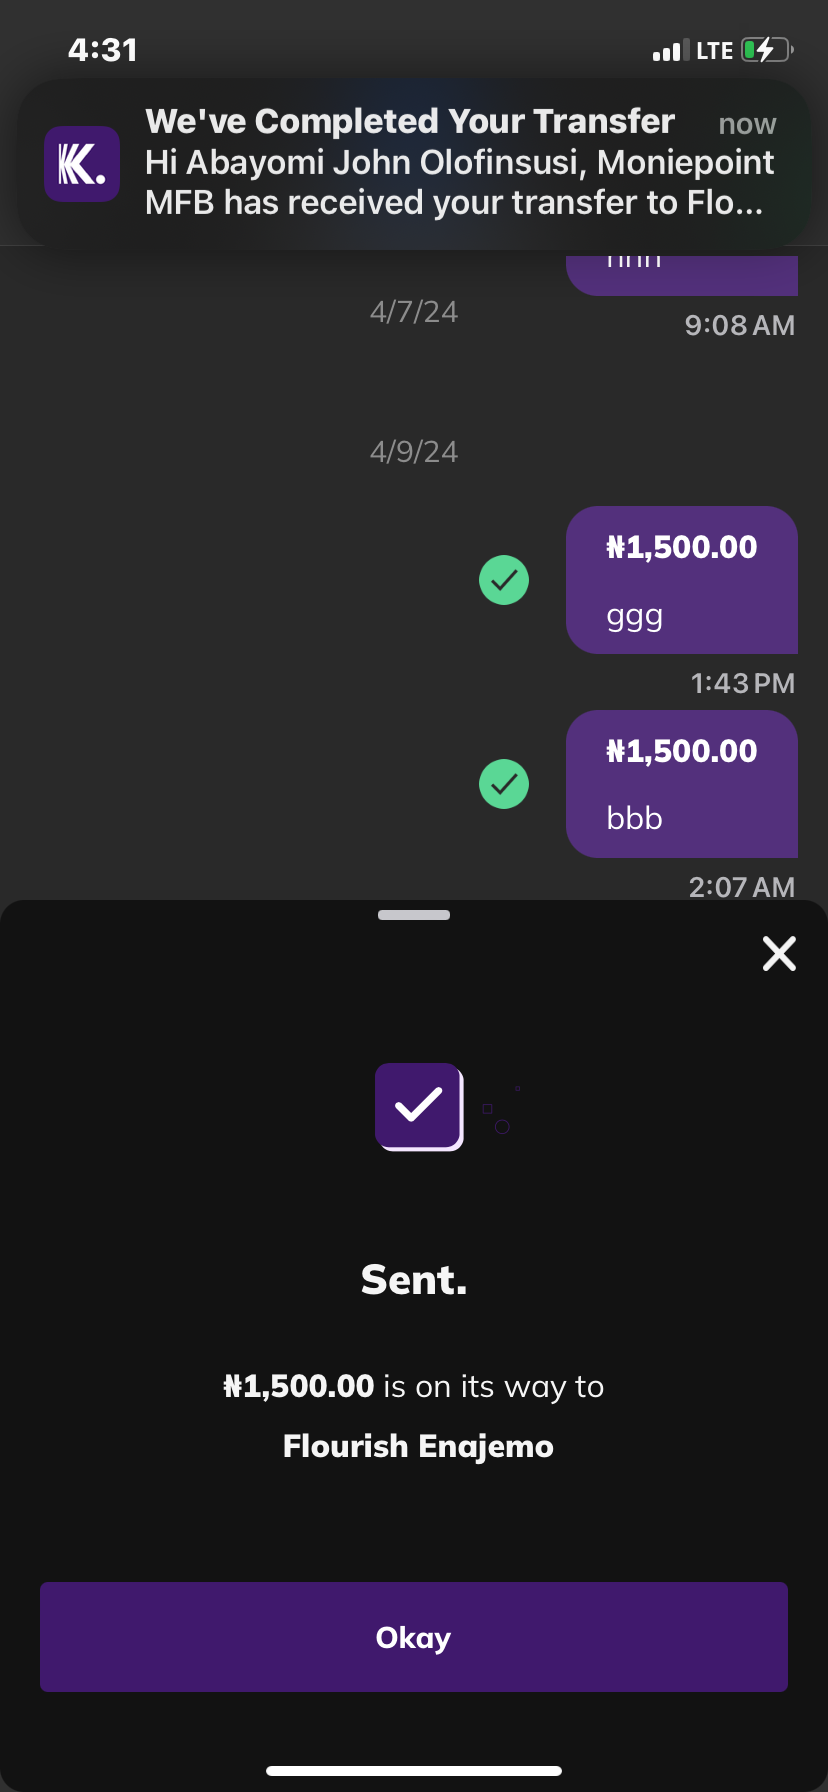 4:31
LTE
We've Completed Your Transfer
now
Hi Abayomi John Olofinsusi, Moniepoint
MFB has received your transfer to Flo...
K.
4/7/24
9:08 AM
4/9/24
₦1,500.00
ggg
1:43 PM
₦1,500.00
bbb
2:07 AM
Sent.
₦1,500.00 is on its way to
Flourish Enajemo
Okay